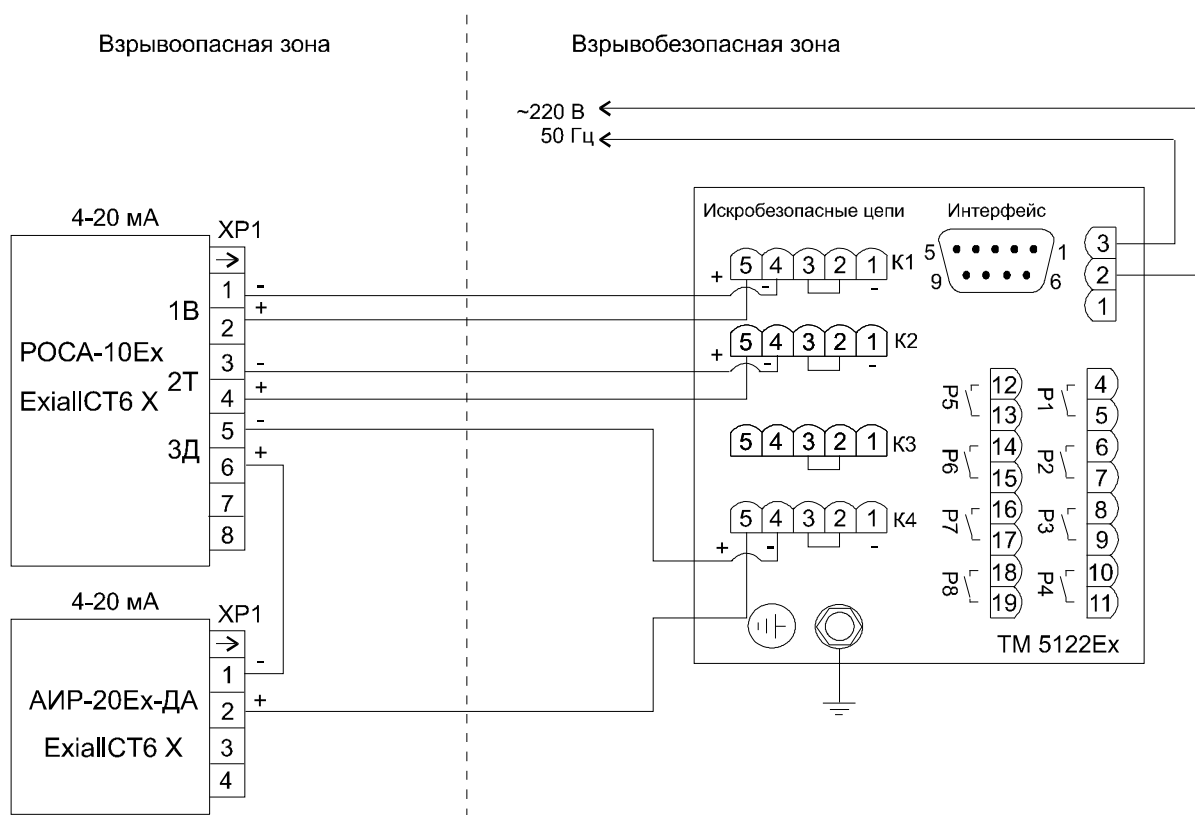 Взрывоопасная зона
Взрывобезопасная зона
~220 В
50 Гц
4-20 мА
XP1
1
2
3
4
5
6
7
8
1В
2Т
3Д
- 
+
-
+
-
+
РОСА-10Ех
ExiaIICT6 X
4-20 мА
XP1
1
2
3
4
-
+
АИР-20Ех-ДА
ExiaIICT6 X
Искробезопасные цепи
Интерфейс
5 1
9 6
3
2
1
+ 5 4 3 2 1 К1
- -
+ 5 4 3 2 1 К2
- -
5 4 3 2 1 К3
5 4 3 2 1 К4
+ - -
Р5 12 13
Р6 14 15
Р7 16 17
Р8 18 19
Р1 4 5
Р2 6 7
Р3 8 9
Р4 10 11
ТМ 5122Ех